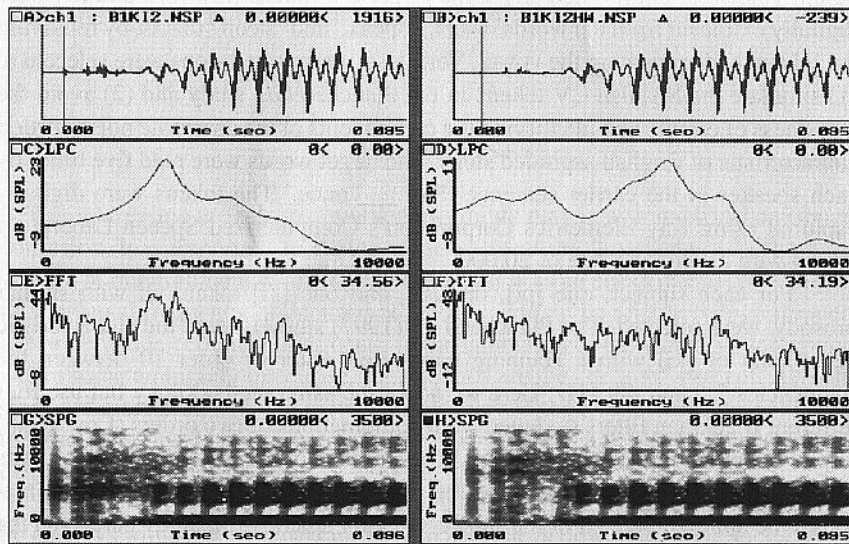 □A>ch1 : B1KI2.NSP Δ 0.00000< 1916>
0.000 Time (sec) 0.085
□C>LPC 0< 0.00>
23
dB (SPL)
-9
0 Frequency (Hz) 10000
□E>FFT 0< 34.56>
dB (SPL)
0 Frequency (Hz) 10000
□G>SPG 0.00000< 3500>
10000
Freq.(Hz)
0
0.000 Time (sec) 0.096
□B>ch1 : B1KI2HW.NSP Δ 0.00000< -239>
0.000 Time (sec) 0.085
□D>LPC 0< 0.00>
11
dB (SPL)
-9
0 Frequency (Hz) 10000
□F>FFT 0< 34.19>
43
dB (SPL)
-12
0 Frequency (Hz) 10000
■H>SPG 0.00000< 3500>
10000
Freq.(Hz)
0
0.000 Time (sec) 0.085